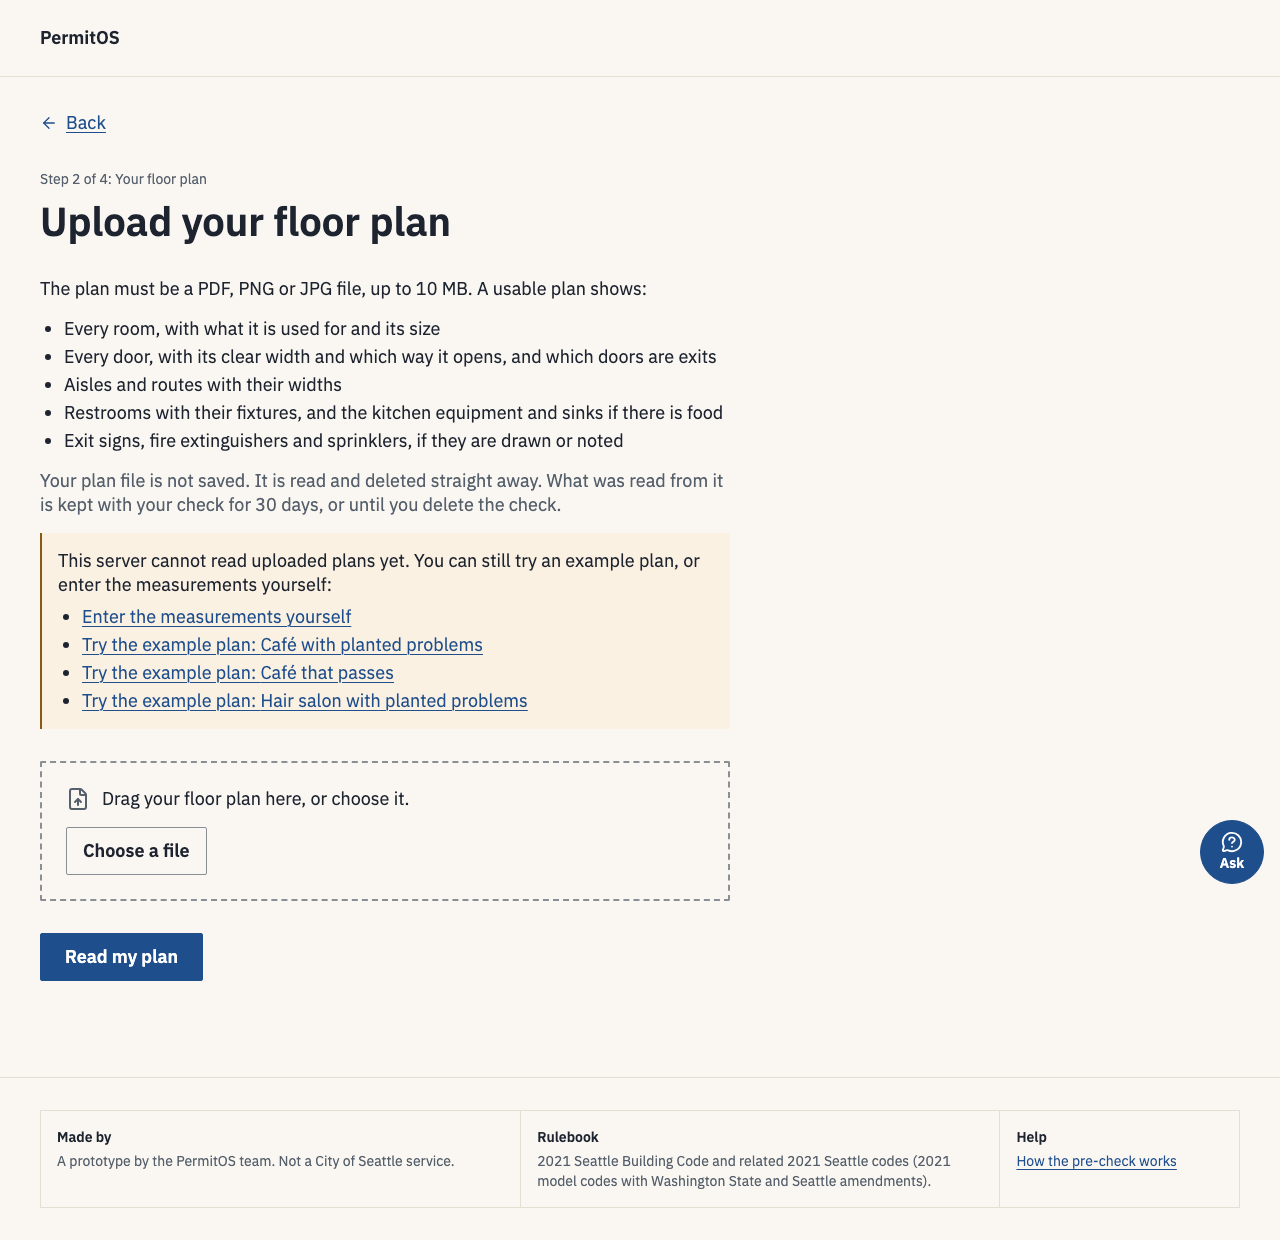 PermitOS
Back
Step 2 of 4: Your floor plan
Upload your floor plan
The plan must be a PDF, PNG or JPG file, up to 10 MB. A usable plan shows:
Every room, with what it is used for and its size
Every door, with its clear width and which way it opens, and which doors are exits
Aisles and routes with their widths
Restrooms with their fixtures, and the kitchen equipment and sinks if there is food
Exit signs, fire extinguishers and sprinklers, if they are drawn or noted
Your plan file is not saved. It is read and deleted straight away. What was read from it
is kept with your check for 30 days, or until you delete the check.
This server cannot read uploaded plans yet. You can still try an example plan, or
enter the measurements yourself:
Enter the measurements yourself
Try the example plan: Café with planted problems
Try the example plan: Café that passes
Try the example plan: Hair salon with planted problems
Drag your floor plan here, or choose it.
Choose a file
Ask
Read my plan
Made by
A prototype by the PermitOS team. Not a City of Seattle service.
Rulebook
2021 Seattle Building Code and related 2021 Seattle codes (2021
model codes with Washington State and Seattle amendments).
Help
How the pre-check works